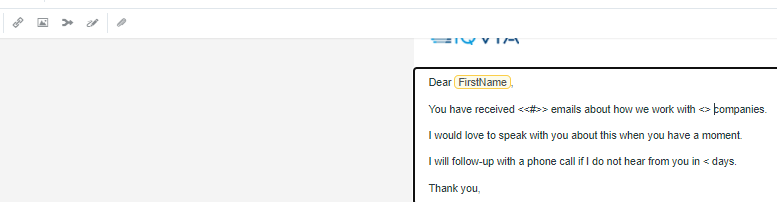 IQVIA
Dear FirstName,
You have received <<#>> emails about how we work with <> companies.
I would love to speak with you about this when you have a moment.
I will follow-up with a phone call if I do not hear from you in < days.
Thank you,